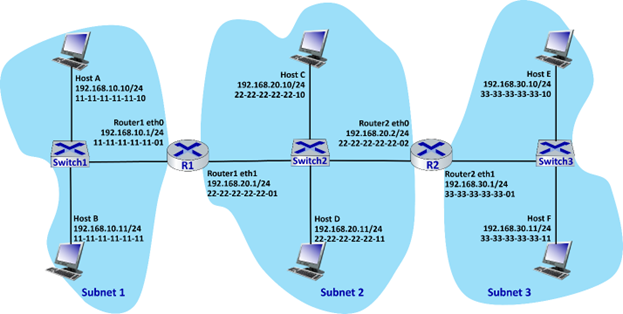 Host A
192.168.10.10/24
11-11-11-11-11-10
Router1 eth0
192.168.10.1/24
11-11-11-11-11-01
Switch1
R1
Host B
192.168.10.11/24
11-11-11-11-11-11
Subnet 1
Host C
192.168.20.10/24
22-22-22-22-22-10
Router2 eth0
192.168.20.2/24
22-22-22-22-22-02
Switch2
R2
Router1 eth1
192.168.20.1/24
22-22-22-22-22-01
Host D
192.168.20.11/24
22-22-22-22-22-11
Subnet 2
Host E
192.168.30.10/24
33-33-33-33-33-10
Switch3
Router2 eth1
192.168.30.1/24
33-33-33-33-33-01
Host F
192.168.30.11/24
33-33-33-33-33-11
Subnet 3